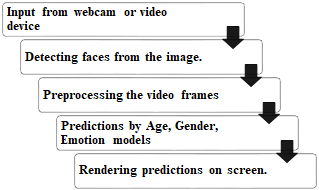 Input from webcam or video
device
Detecting faces from the image.
Preprocessing the video frames
Predictions by Age, Gender,
Emotion models
Rendering predictions on screen.